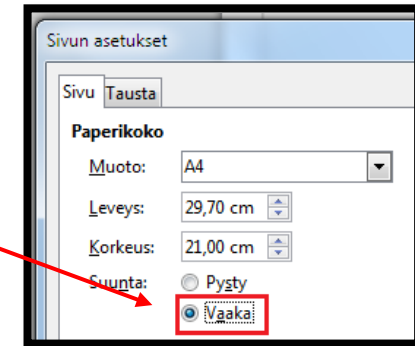 Sivun asetukset
Sivu Tausta
Paperikoko
Muoto: A4
Leveys: 29,70 cm
Korkeus: 21,00 cm
Suunta: Pysty
Vaaka